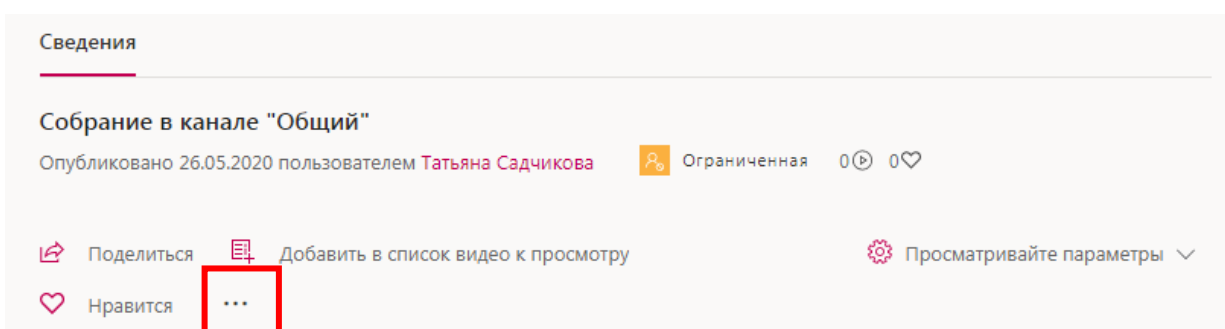 Сведения
Собрание в канале "Общий"
Опубликовано 26.05.2020 пользователем Татьяна Садчикова Ограниченная 0 0
Поделиться Добавить в список видео к просмотру Просматривайте параметры
Нравится ...